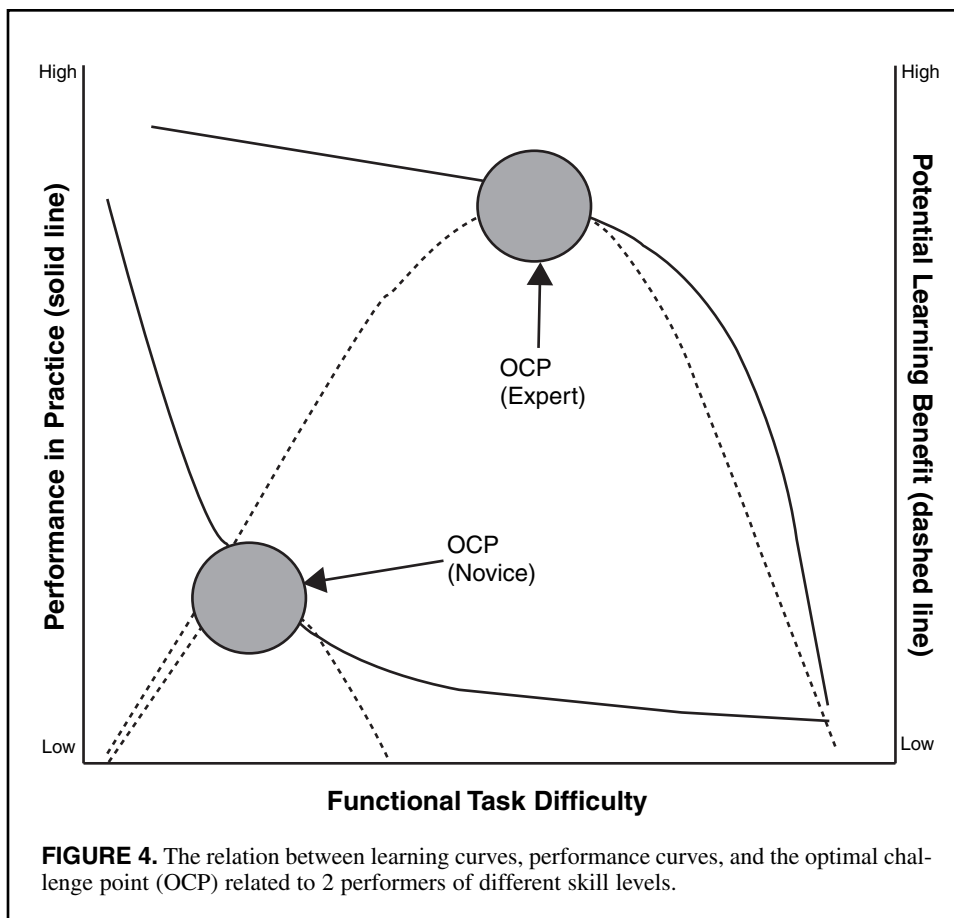 High
High
Performance in Practice (solid line)
Potential Learning Benefit (dashed line)
OCP
(Expert)
OCP
(Novice)
Low
Low
Functional Task Difficulty
FIGURE 4. The relation between learning curves, performance curves, and the optimal chal-
lenge point (OCP) related to 2 performers of different skill levels.